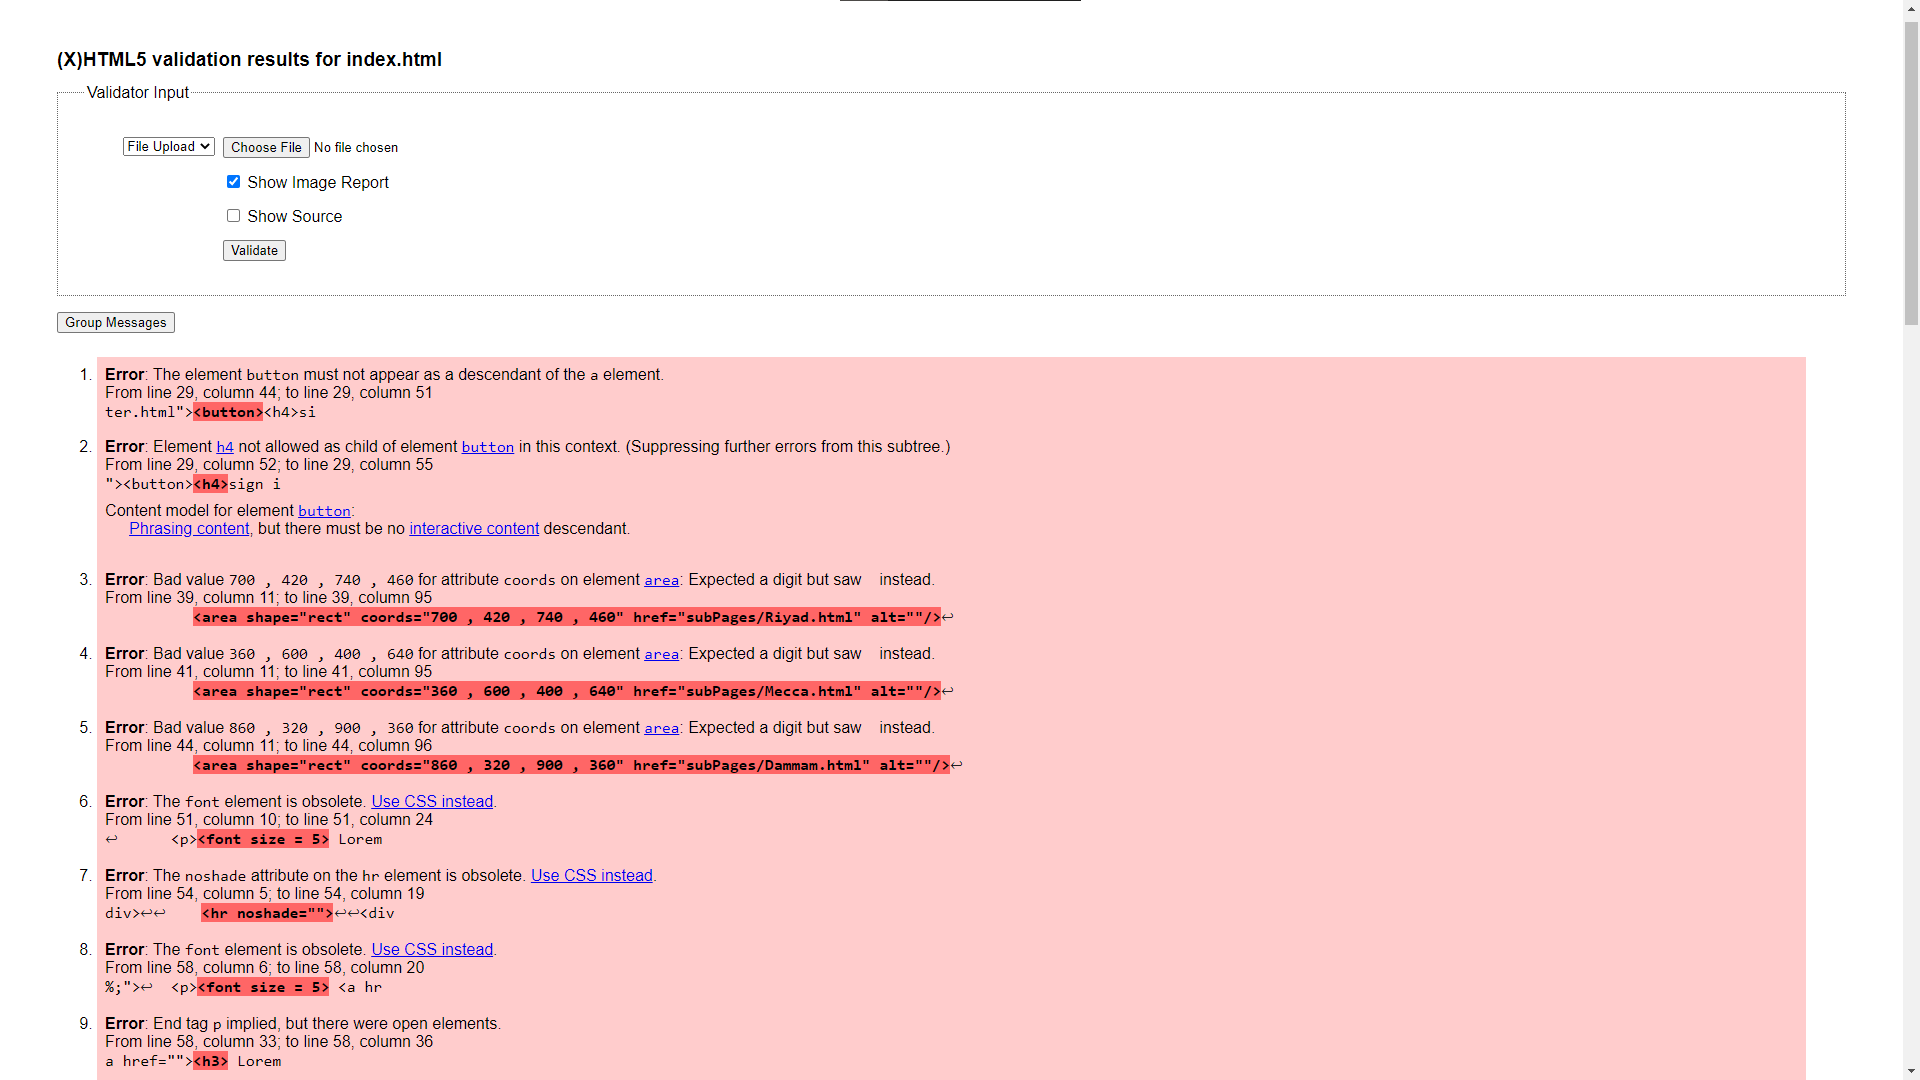 (X)HTML5 validation results for index.html
Validator Input
File Upload Choose File No file chosen
Show Image Report
Show Source
Validate
Group Messages
1. Error: The element button must not appear as a descendant of the a element.
From line 29, column 44; to line 29, column 51
ter.html"><button><h4>si
2. Error: Element h4 not allowed as child of element button in this context. (Suppressing further errors from this subtree.)
From line 29, column 52; to line 29, column 55
"><button><h4>sign i
Content model for element button:
Phrasing content, but there must be no interactive content descendant.
3. Error: Bad value 700 , 420 , 740 , 460 for attribute coords on element area: Expected a digit but saw   instead.
From line 39, column 11; to line 39, column 95
<area shape="rect" coords="700 , 420 , 740 , 460" href="subPages/Riyad.html" alt=""/>↩
4. Error: Bad value 360 , 600 , 400 , 640 for attribute coords on element area: Expected a digit but saw   instead.
From line 41, column 11; to line 41, column 95
<area shape="rect" coords="360 , 600 , 400 , 640" href="subPages/Mecca.html" alt=""/>↩
5. Error: Bad value 860 , 320 , 900 , 360 for attribute coords on element area: Expected a digit but saw   instead.
From line 44, column 11; to line 44, column 96
<area shape="rect" coords="860 , 320 , 900 , 360" href="subPages/Dammam.html" alt=""/>↩
6. Error: The font element is obsolete. Use CSS instead.
From line 51, column 10; to line 51, column 24
↩      <p><font size = 5> Lorem
7. Error: The noshade attribute on the hr element is obsolete. Use CSS instead.
From line 54, column 5; to line 54, column 19
div>↩↩    <hr noshade="">↩↩<div
8. Error: The font element is obsolete. Use CSS instead.
From line 58, column 6; to line 58, column 20
%;">↩  <p><font size = 5> <a hr
9. Error: End tag p implied, but there were open elements.
From line 58, column 33; to line 58, column 36
a href=""><h3> Lorem